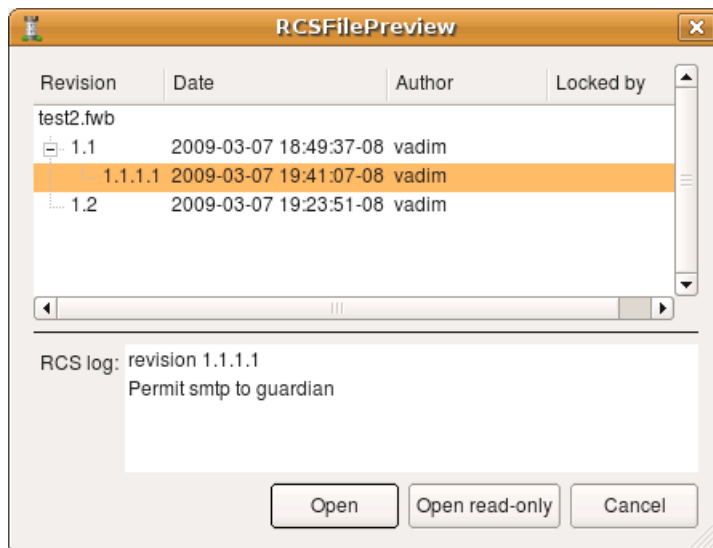 RCSFilePreview
Revision Date Author Locked by
test2.fwb
1.1 2009-03-07 18:49:37-08 vadim
1.1.1.1 2009-03-07 19:41:07-08 vadim
1.2 2009-03-07 19:23:51-08 vadim
RCS log: revision 1.1.1.1
Permit smtp to guardian
Open Open read-only Cancel